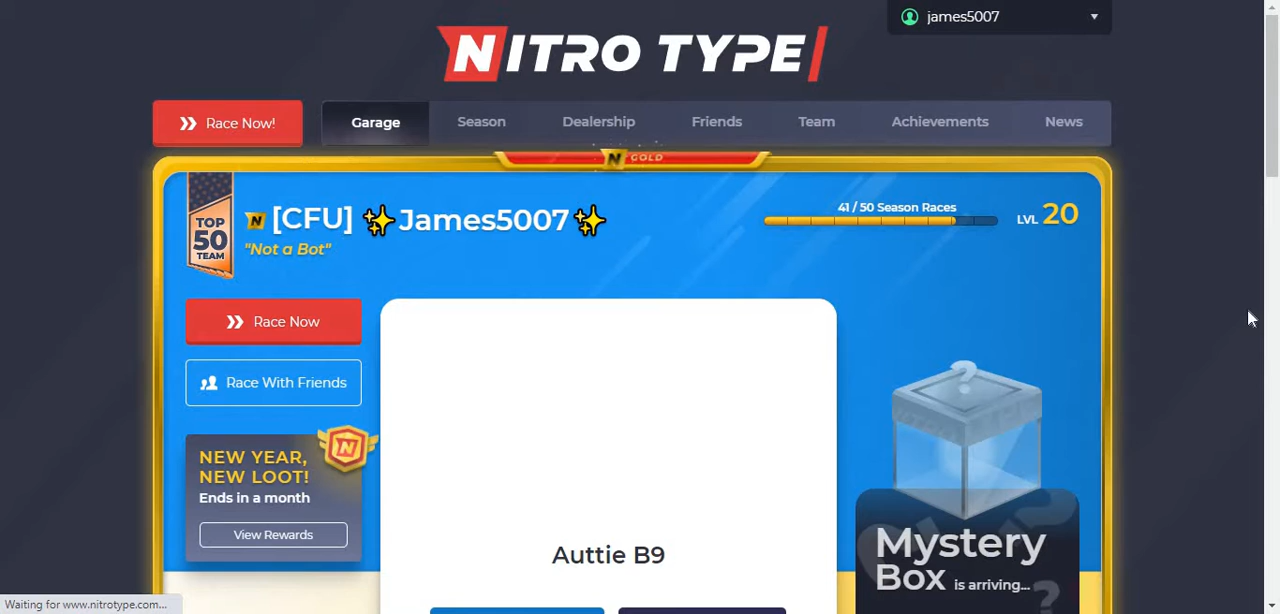 james5007
NITRO TYPE
Race Now!
Garage
Season
Dealership
Friends
Team
Achievements
News
N GOLD
TOP
50
TEAM
N [CFU] ✨James5007✨
"Not a Bot"
41 / 50 Season Races
LVL 20
Race Now
Race With Friends
NEW YEAR,
NEW LOOT!
Ends in a month
View Rewards
N
Auttie B9
?
Mystery
Box is arriving...
?
Waiting for www.nitrotype.com...